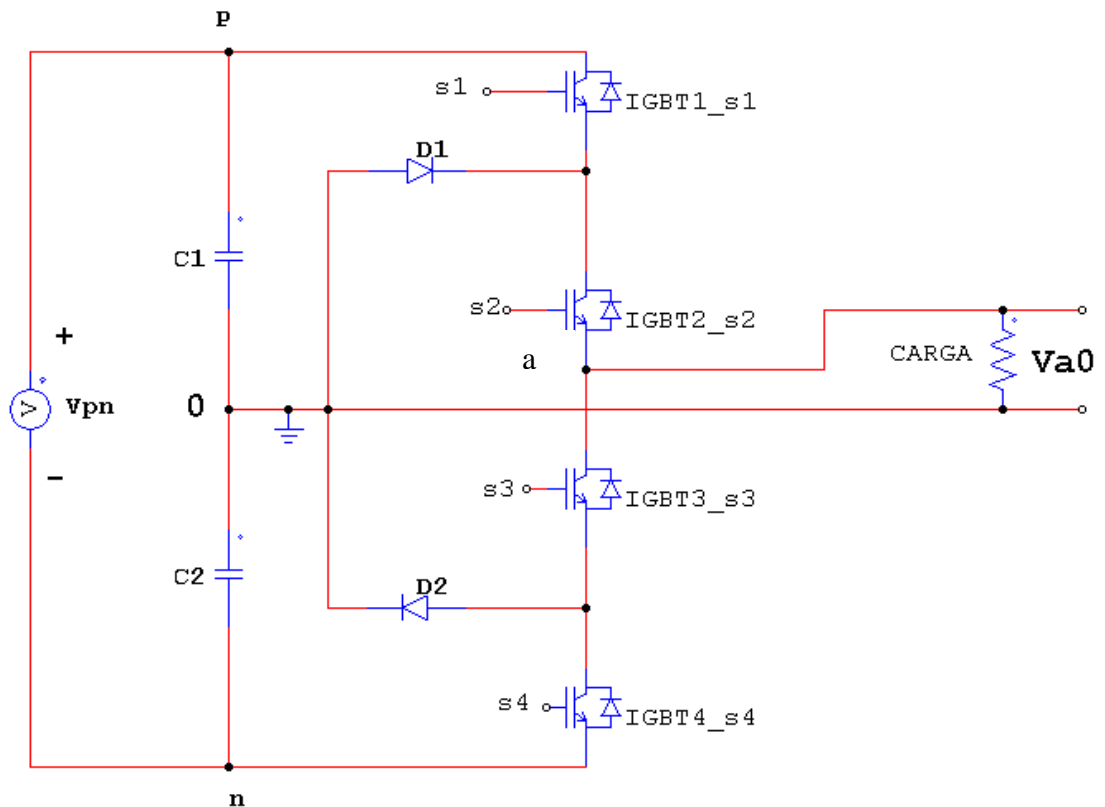 p
s1
IGBT1_s1
D1
C1
s2
IGBT2_s2
a
CARGA
Va0
+
V
Vpn
0
-
s3
IGBT3_s3
C2
D2
s4
IGBT4_s4
n